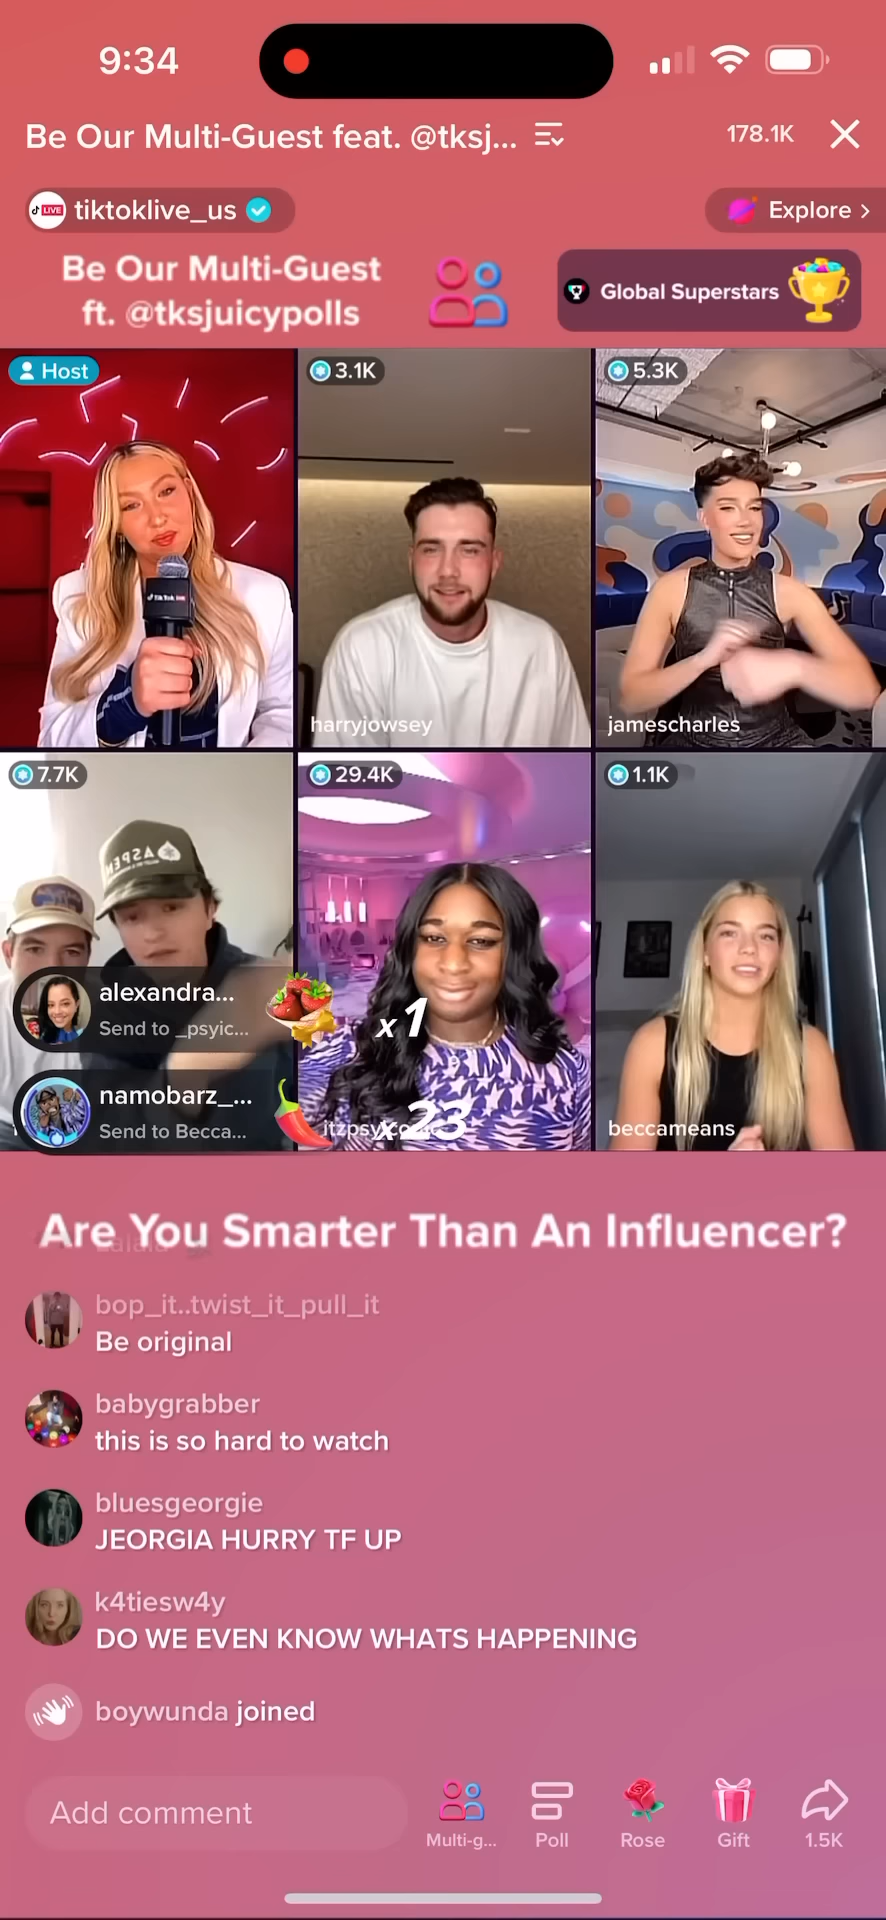 9:34
Be Our Multi-Guest feat. @tksj...
178.1K
LIVE tiktoklive_us
Explore >
Be Our Multi-Guest
ft. @tksjuicypolls
Global Superstars
Host
3.1K
5.3K
TikTok
harryjowsey
jamescharles
7.7K
29.4K
1.1K
ASPEN
alexandra...
Send to _psyic...
x1
namobarz_...
Send to Becca...
x23
beccameans
Are You Smarter Than An Influencer?
bop_it..twist_it_pull_it
Be original
babygrabber
this is so hard to watch
bluesgeorgie
JEORGIA HURRY TF UP
k4tiesw4y
DO WE EVEN KNOW WHATS HAPPENING
boywunda joined
Add comment
Multi-g...
Poll
Rose
Gift
1.5K